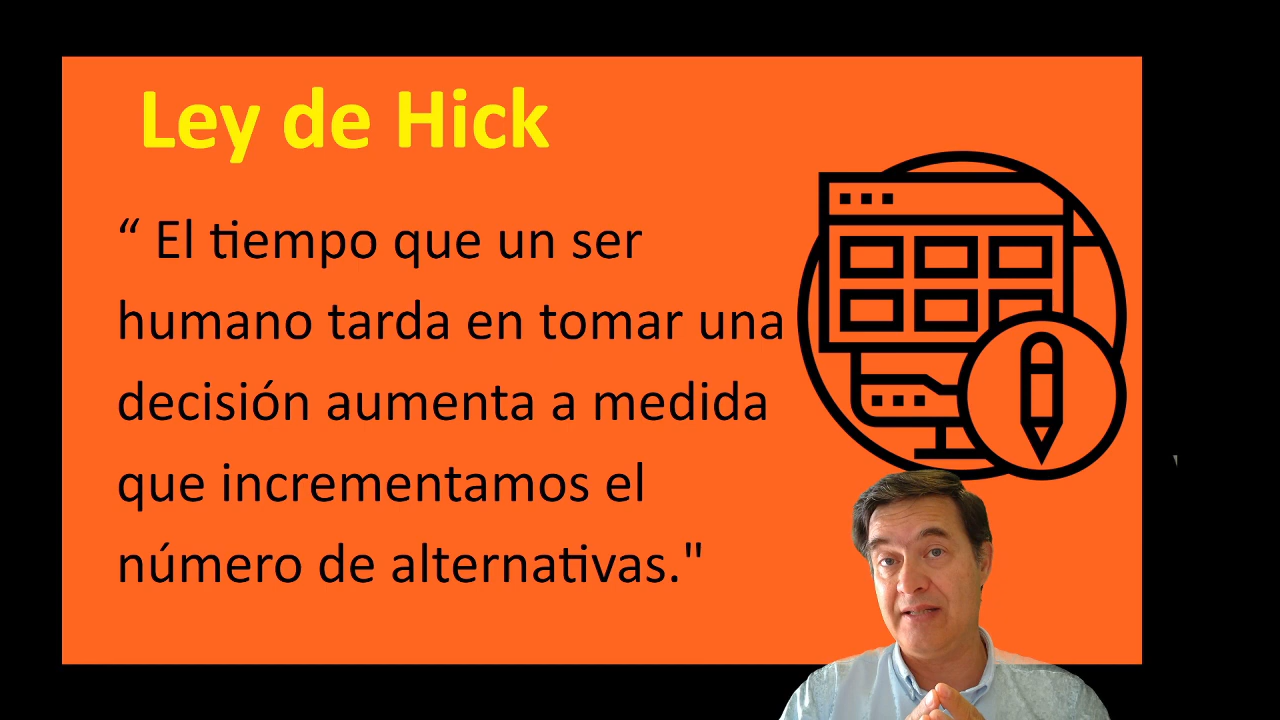 Ley de Hick
“ El tiempo que un ser
humano tarda en tomar una
decisión aumenta a medida
que incrementamos el
número de alternativas."